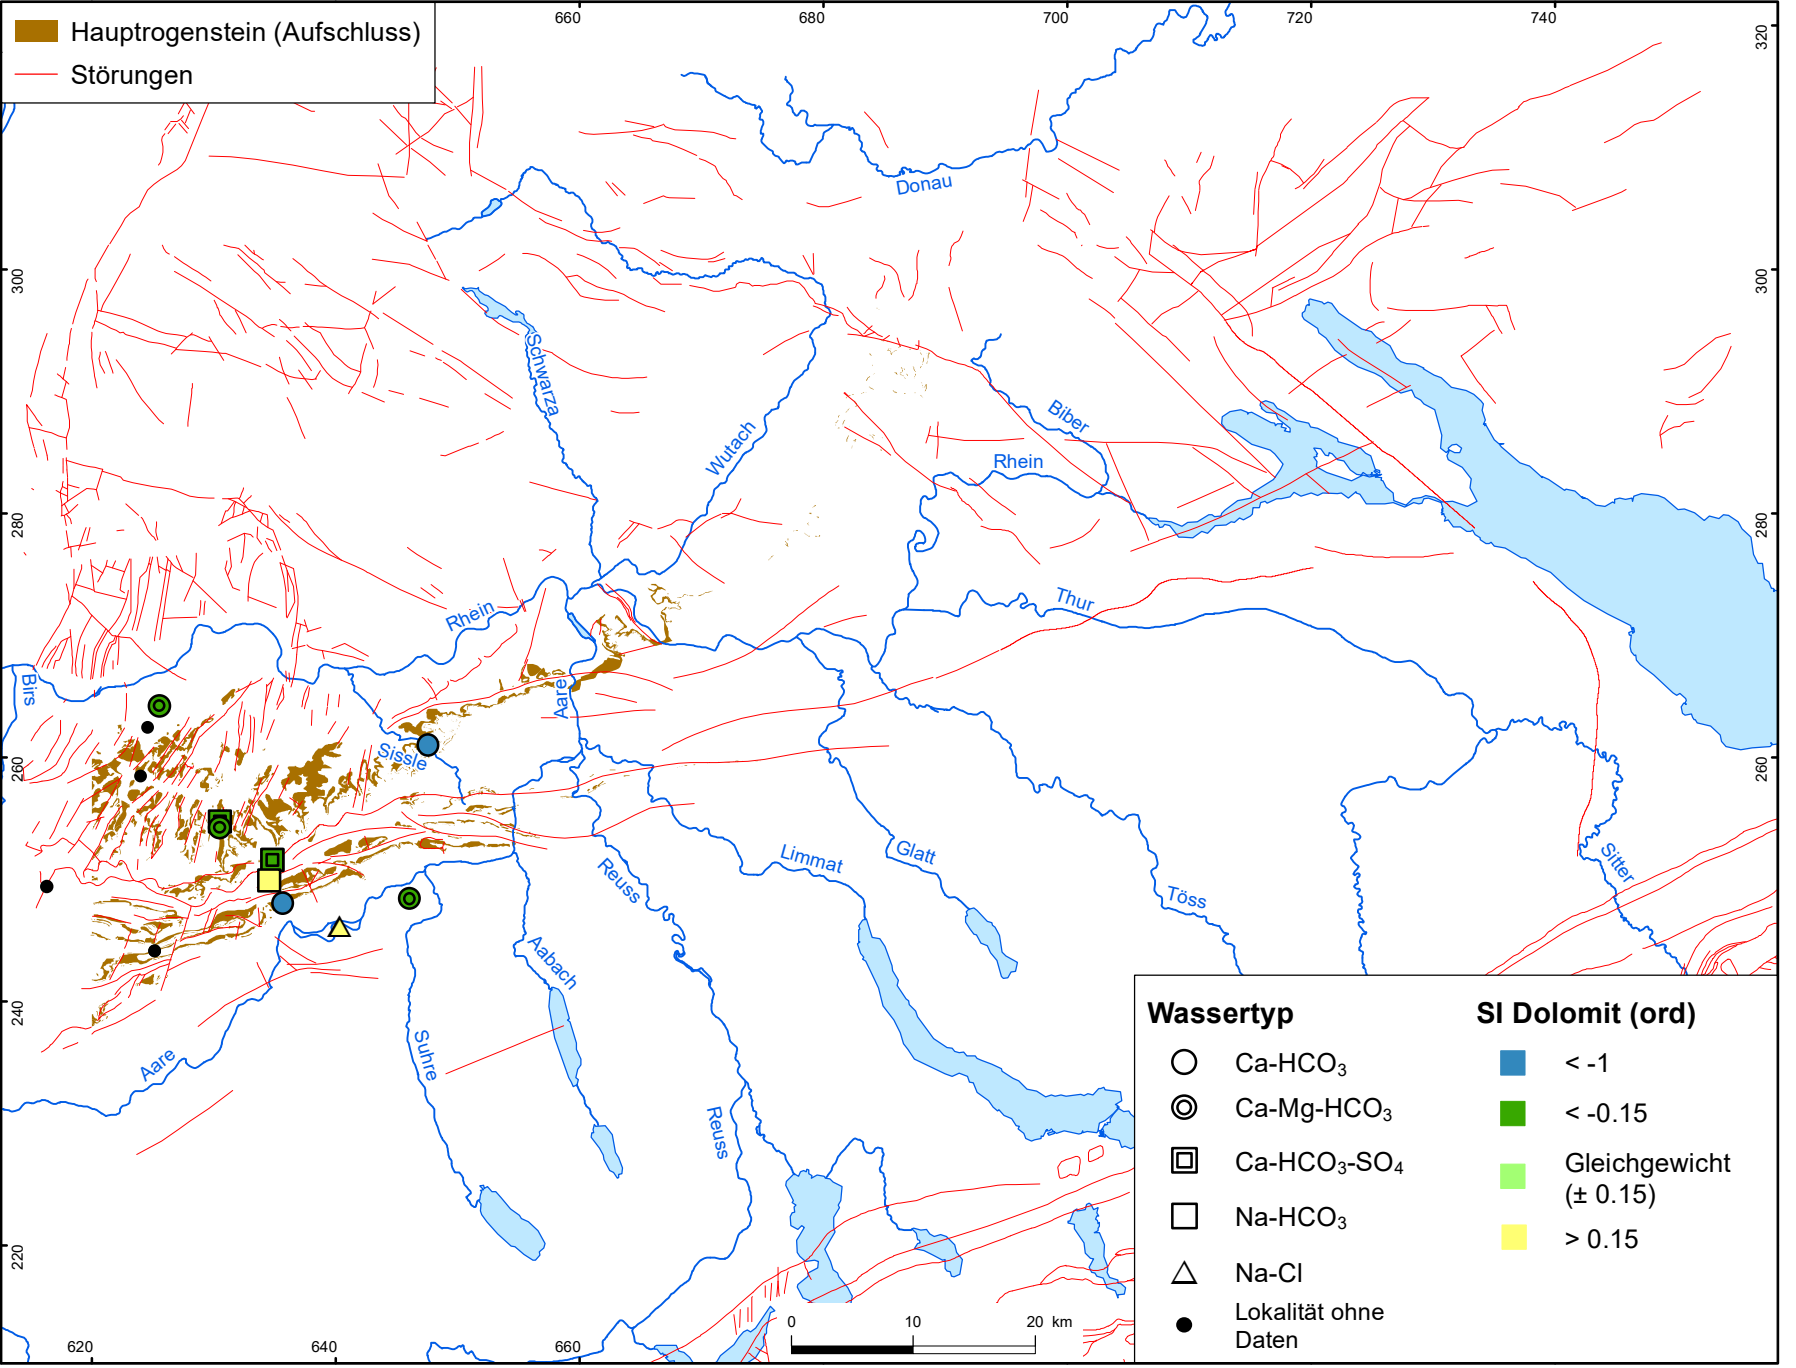 660 680 700 720 740
Hauptrogenstein (Aufschluss)
Störungen
320
Donau
300
300
Schwarza
Wutach
Biber
Rhein
280
280
Rhein
Thur
Birs
Aare
Sissle
260
260
Limmat
Glatt
Reuss
Töss
Sitter
Aabach
240
Aare
Suhre
Reuss
220
Wassertyp
Ca-HCO₃
Ca-Mg-HCO₃
Ca-HCO₃-SO₄
Na-HCO₃
Na-Cl
Lokalität ohne
Daten
SI Dolomit (ord)
< -1
< -0.15
Gleichgewicht
(± 0.15)
> 0.15
0 10 20 km
620 640 660